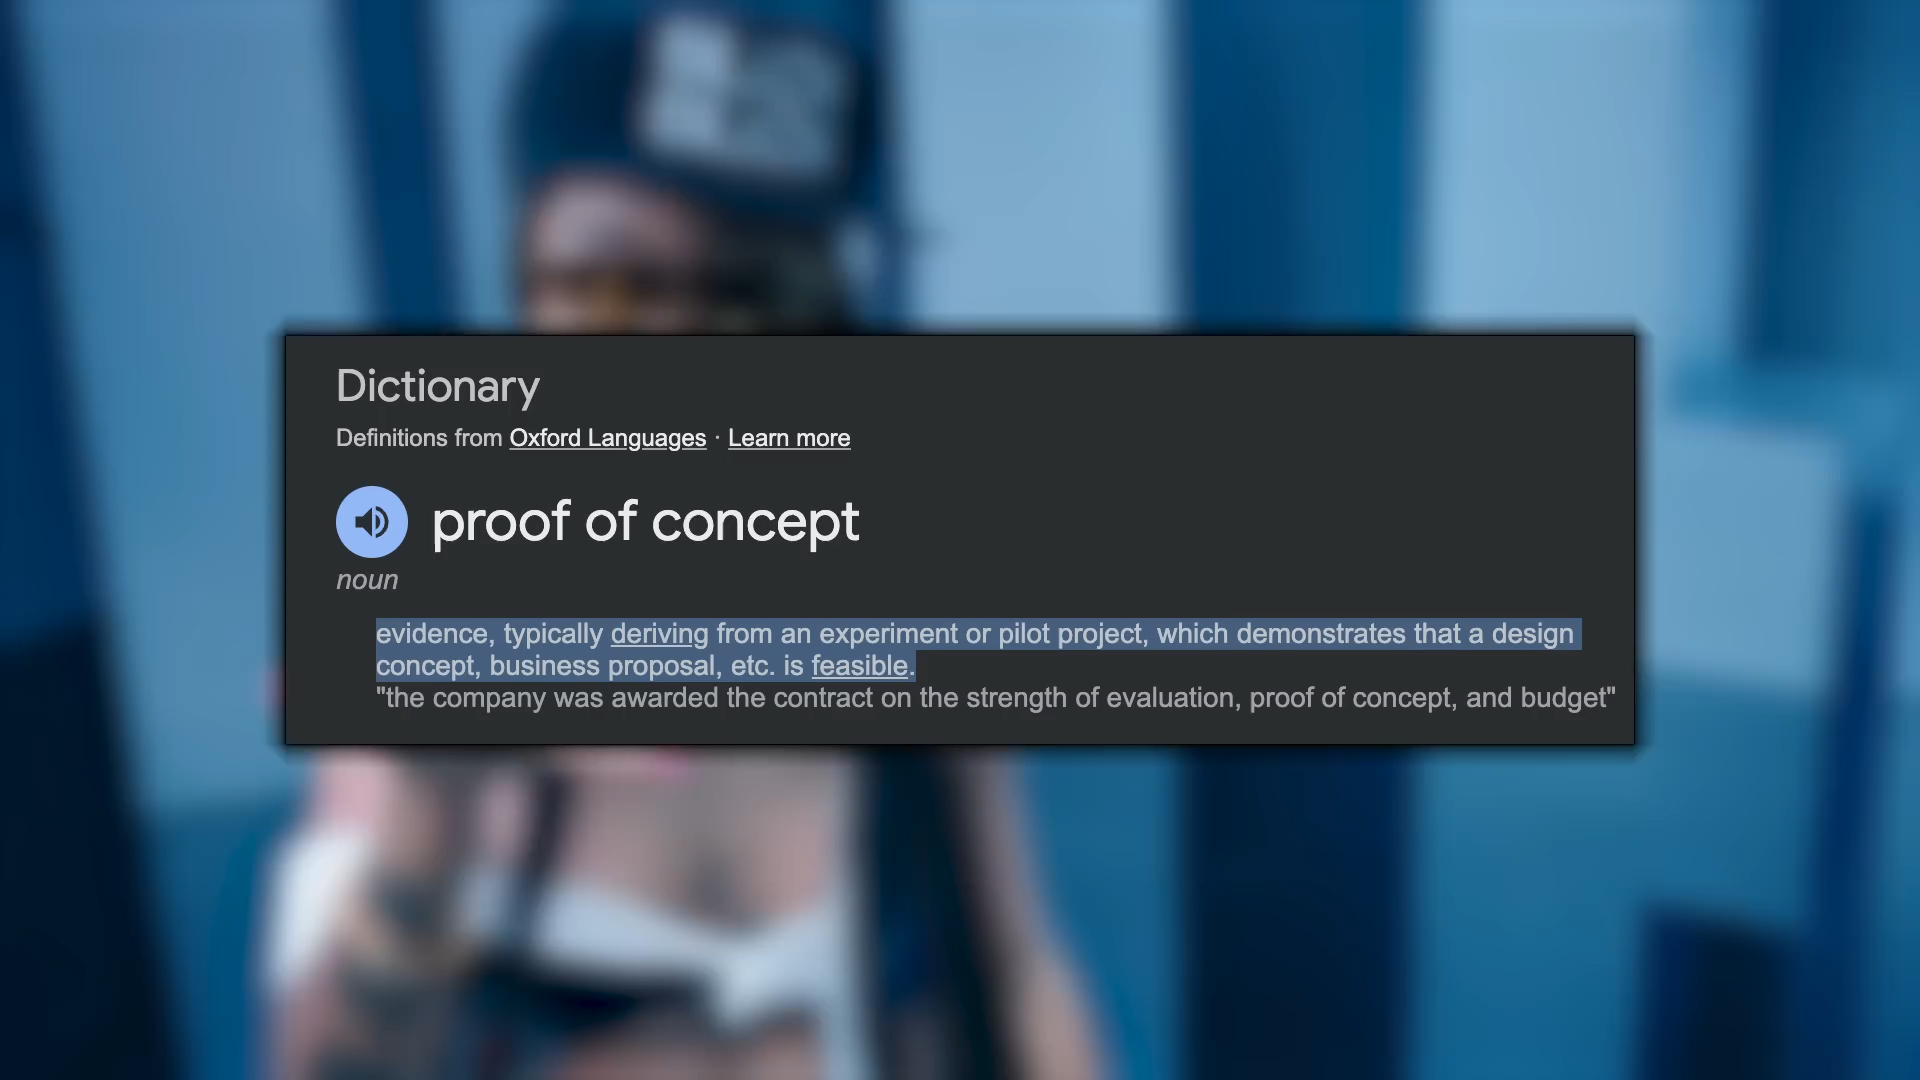 Dictionary
Definitions from Oxford Languages · Learn more
proof of concept
noun
evidence, typically deriving from an experiment or pilot project, which demonstrates that a design
concept, business proposal, etc. is feasible.
"the company was awarded the contract on the strength of evaluation, proof of concept, and budget"